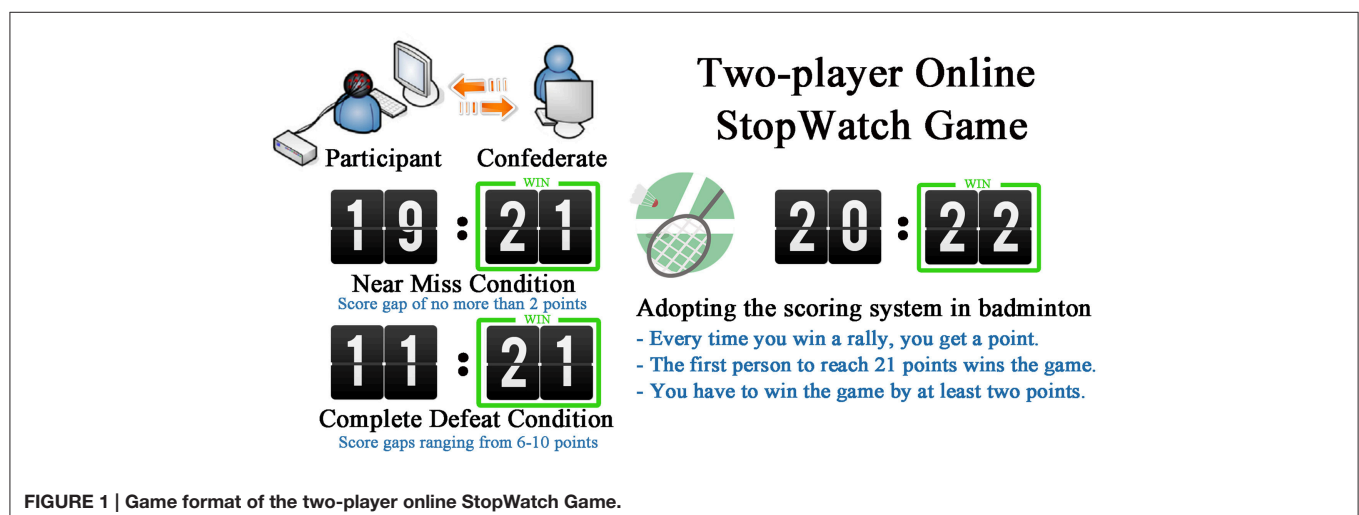 Two-player Online
StopWatch Game
Participant
Confederate
WIN
19 : 21
Near Miss Condition
Score gap of no more than 2 points
WIN
11 : 21
Complete Defeat Condition
Score gaps ranging from 6-10 points
WIN
20 : 22
Adopting the scoring system in badminton
- Every time you win a rally, you get a point.
- The first person to reach 21 points wins the game.
- You have to win the game by at least two points.
FIGURE 1 | Game format of the two-player online StopWatch Game.